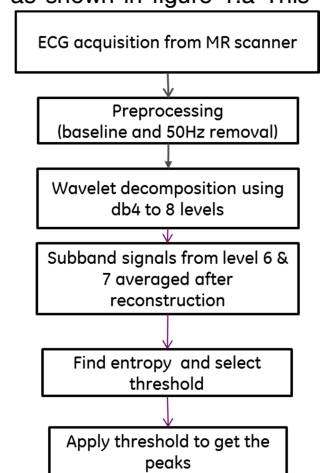 as shown in figure 1.a This
ECG acquisition from MR scanner
Preprocessing
(baseline and 50Hz removal)
Wavelet decomposition using
db4 to 8 levels
Subband signals from level 6 &
7 averaged after
reconstruction
Find entropy and select
threshold
Apply threshold to get the
peaks